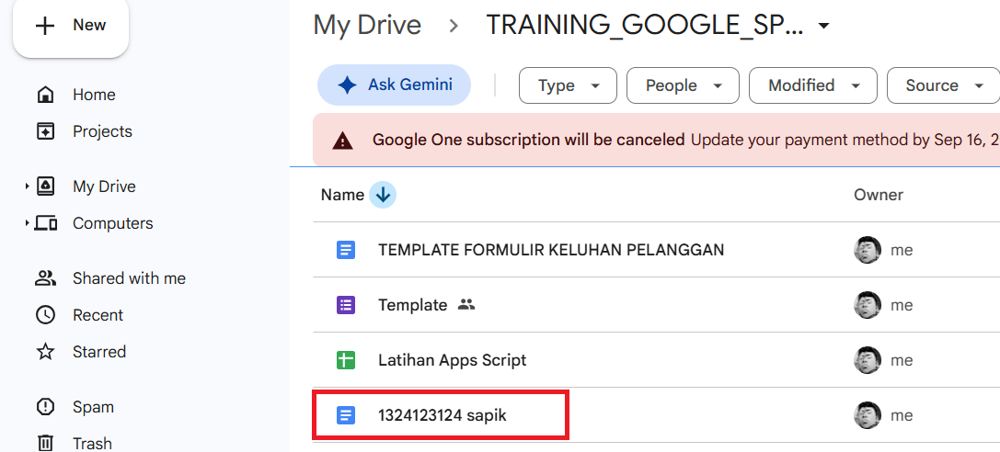 New
Home
Projects
My Drive
Computers
Shared with me
Recent
Starred
Spam
Trash
My Drive > TRAINING_GOOGLE_SP...
Ask Gemini
Type
People
Modified
Source
Google One subscription will be canceled Update your payment method by Sep 16, 2
Name Owner
TEMPLATE FORMULIR KELUHAN PELANGGAN me
Template me
Latihan Apps Script me
1324123124 sapik me